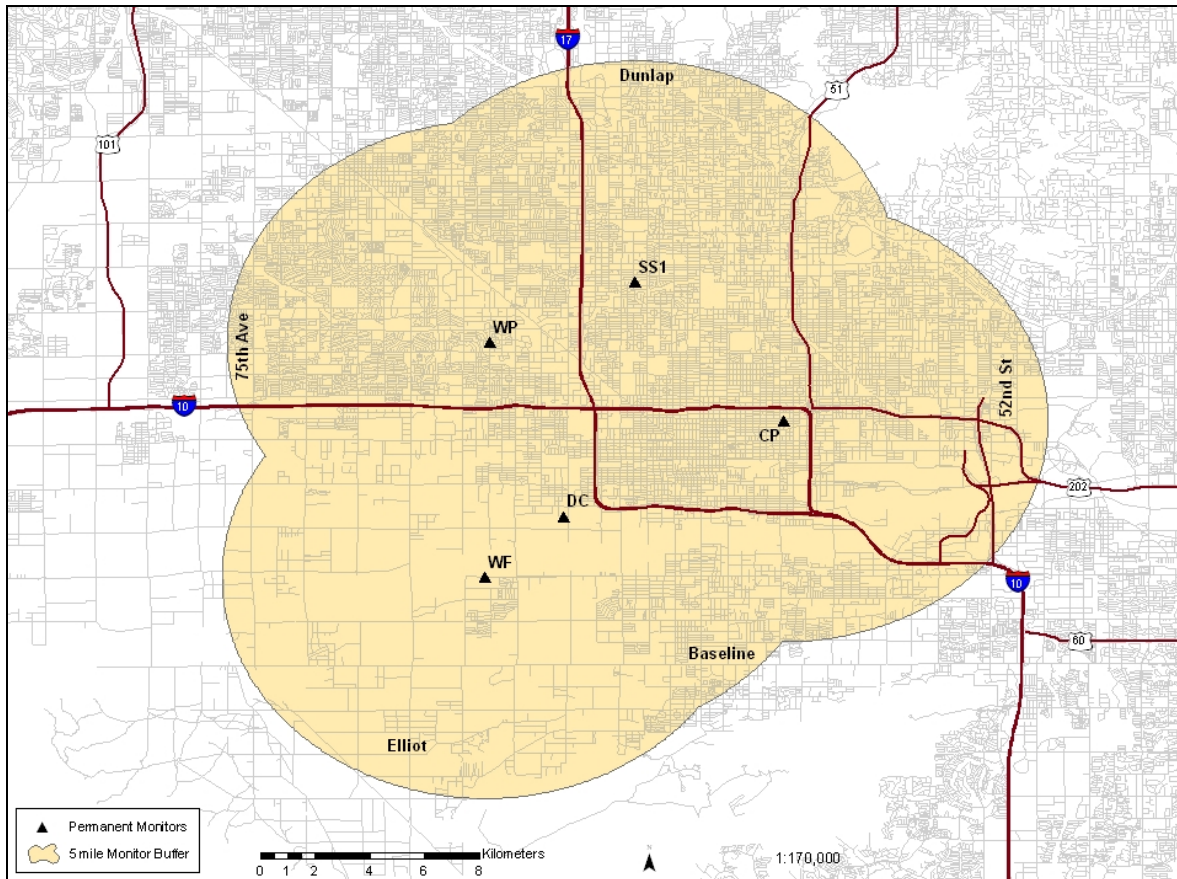 17
Dunlap
51
101
SS1
75th Ave
WP
52nd St
10
CP
202
DC
WF
10
Baseline
60
Elliot
Permanent Monitors
5 mile Monitor Buffer
Kilometers
0 1 2 4 6 8
N
1:170,000